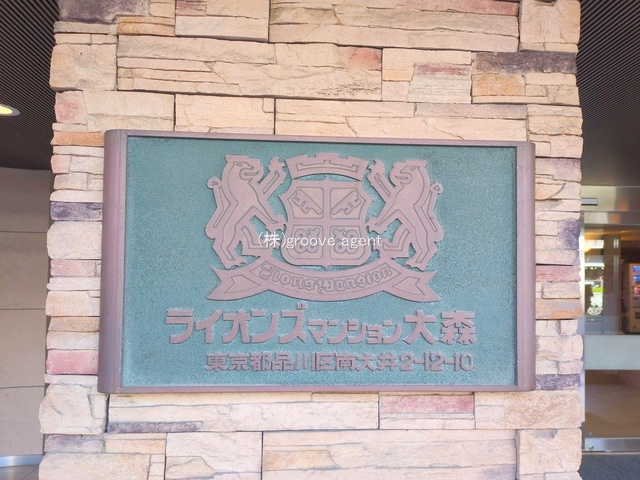 (株)groove agent
Lions Mansion
ライオンズマンション大森
東京都品川区南大井2-12-10